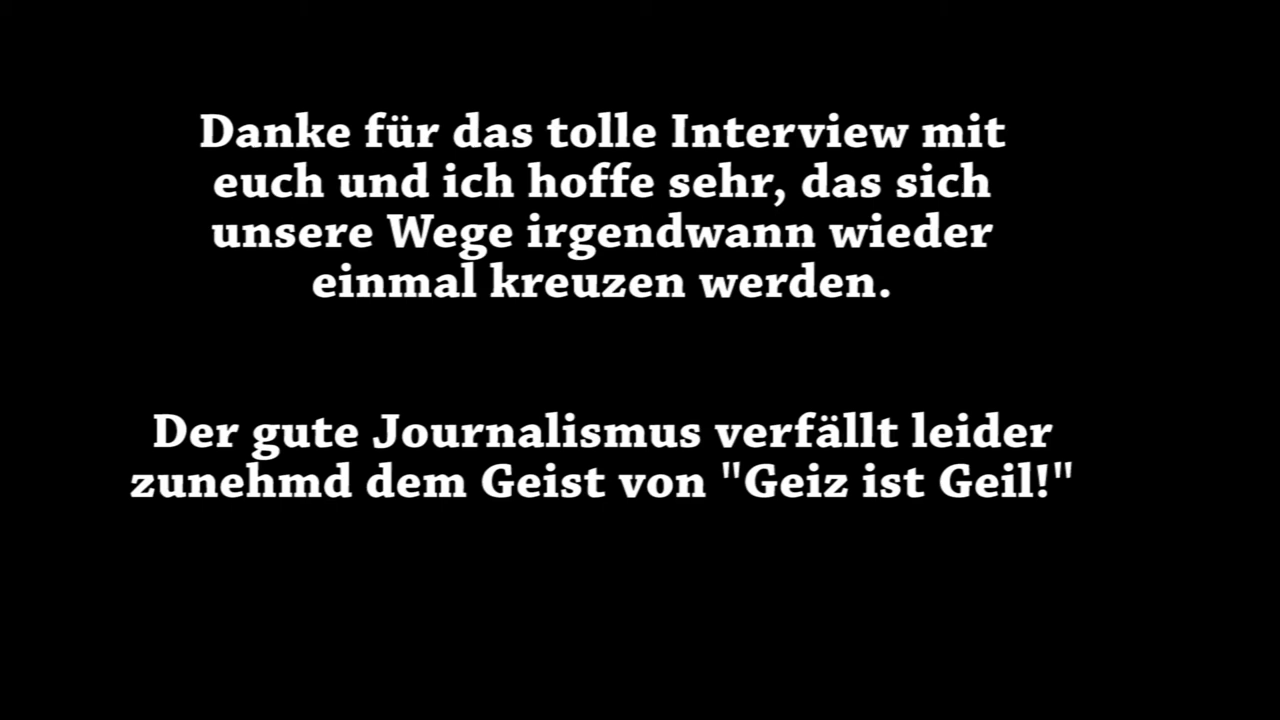 Danke für das tolle Interview mit
euch und ich hoffe sehr, das sich
unsere Wege irgendwann wieder
einmal kreuzen werden.
Der gute Journalismus verfällt leider
zunehmd dem Geist von "Geiz ist Geil!"